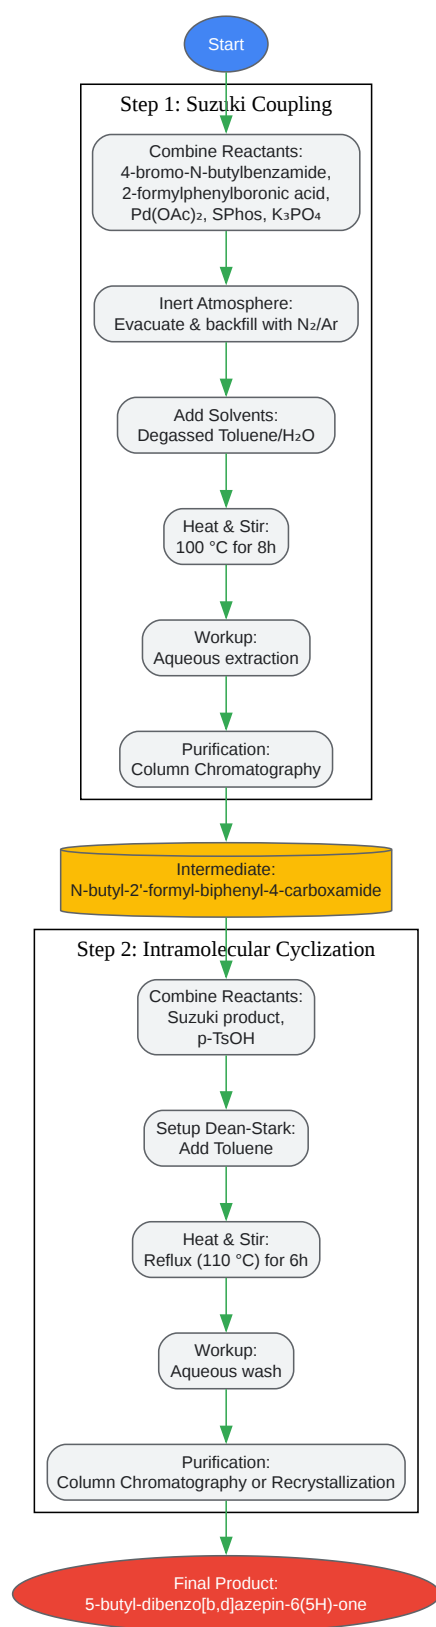 Start
Step 1: Suzuki Coupling
Combine Reactants:
4-bromo-N-butylbenzamide,
2-formylphenylboronic acid,
Pd(OAc)₂, SPhos, K₃PO₄
Inert Atmosphere:
Evacuate & backfill with N₂/Ar
Add Solvents:
Degassed Toluene/H₂O
Heat & Stir:
100 °C for 8h
Workup:
Aqueous extraction
Purification:
Column Chromatography
Intermediate:
N-butyl-2'-formyl-biphenyl-4-carboxamide
Step 2: Intramolecular Cyclization
Combine Reactants:
Suzuki product,
p-TsOH
Setup Dean-Stark:
Add Toluene
Heat & Stir:
Reflux (110 °C) for 6h
Workup:
Aqueous wash
Purification:
Column Chromatography or Recrystallization
Final Product:
5-butyl-dibenzo[b,d]azepin-6(5H)-one